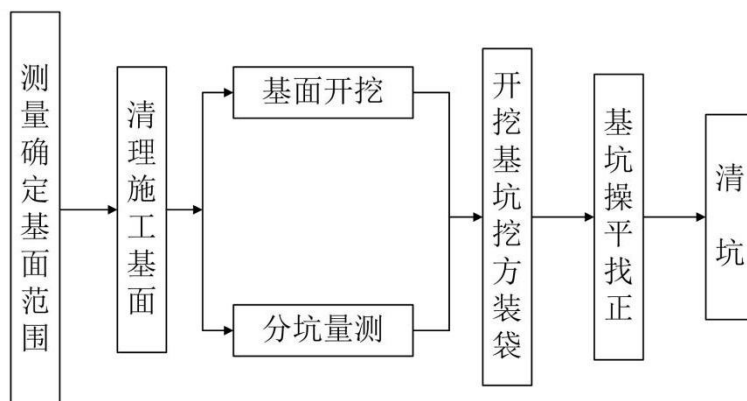 测量确定基面范围
清理施工基面
基面开挖
分坑量测
开挖基坑挖方装袋
基坑操平找正
清坑